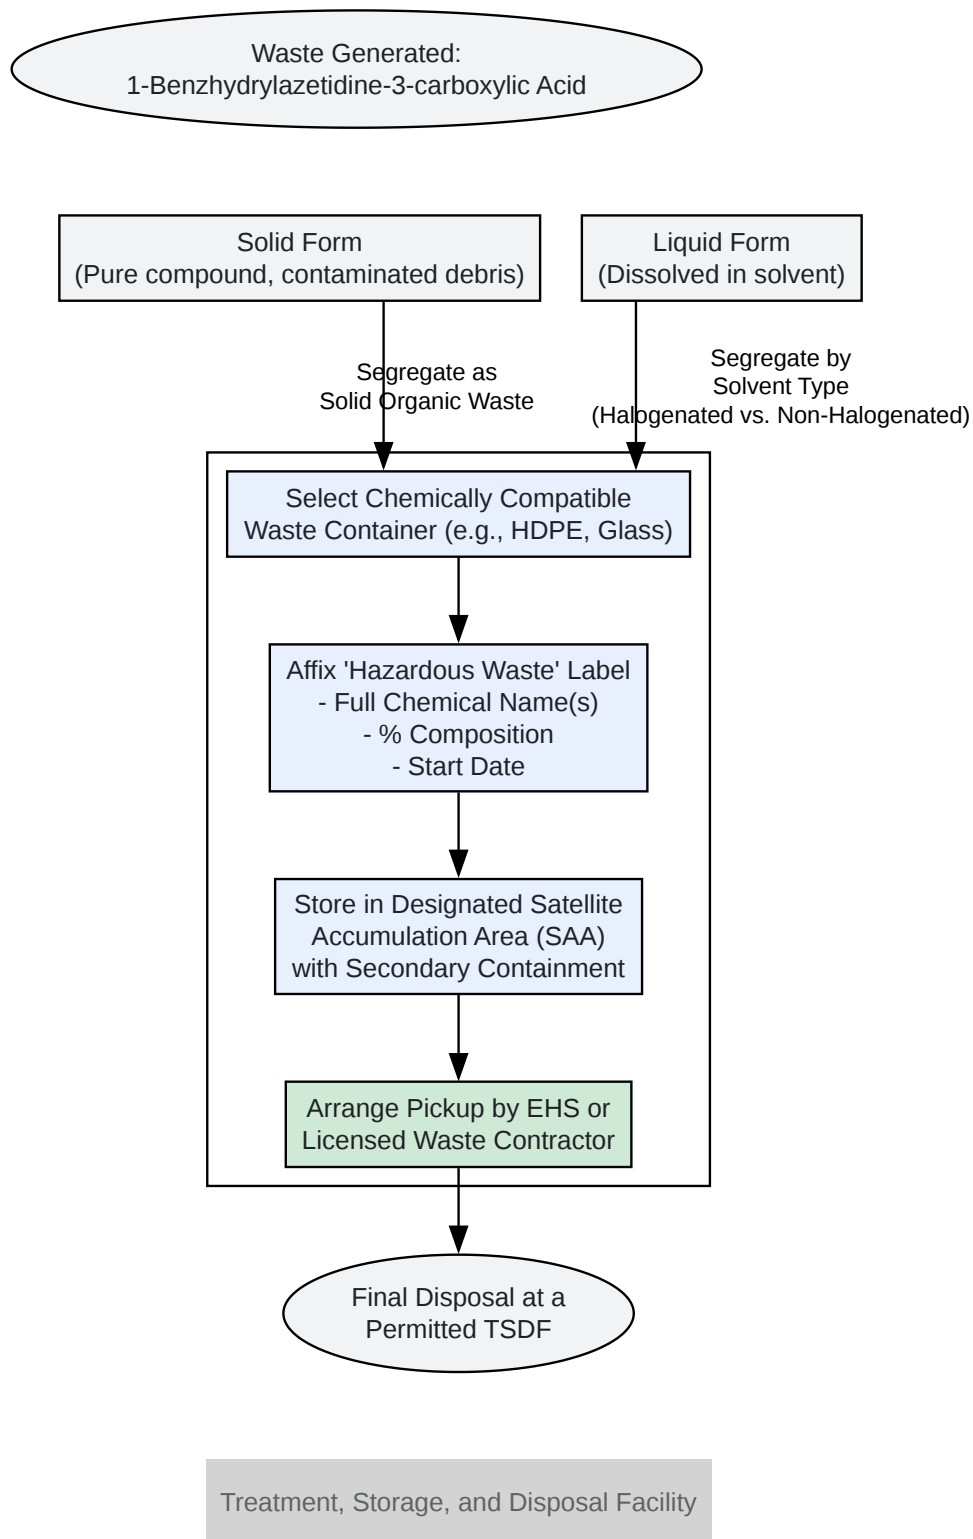 Waste Generated:
1-Benzhydrylazetidine-3-carboxylic Acid
Solid Form
(Pure compound, contaminated debris)
Liquid Form
(Dissolved in solvent)
Segregate as
Solid Organic Waste
Segregate by
Solvent Type
(Halogenated vs. Non-Halogenated)
Select Chemically Compatible
Waste Container (e.g., HDPE, Glass)
Affix 'Hazardous Waste' Label
- Full Chemical Name(s)
- % Composition
- Start Date
Store in Designated Satellite
Accumulation Area (SAA)
with Secondary Containment
Arrange Pickup by EHS or
Licensed Waste Contractor
Final Disposal at a
Permitted TSDF
Treatment, Storage, and Disposal Facility